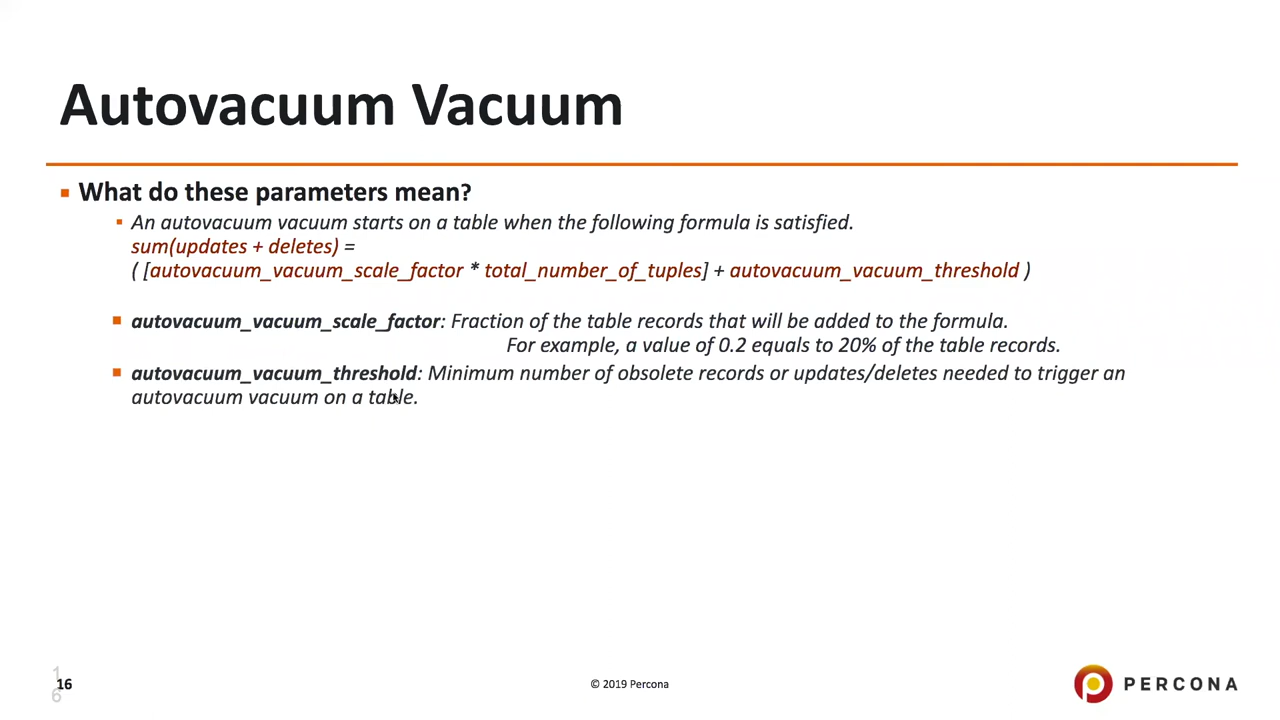 Autovacuum Vacuum
What do these parameters mean?
An autovacuum vacuum starts on a table when the following formula is satisfied.
sum(updates + deletes) =
( [autovacuum_vacuum_scale_factor * total_number_of_tuples] + autovacuum_vacuum_threshold )
autovacuum_vacuum_scale_factor: Fraction of the table records that will be added to the formula.
For example, a value of 0.2 equals to 20% of the table records.
autovacuum_vacuum_threshold: Minimum number of obsolete records or updates/deletes needed to trigger an
autovacuum vacuum on a table.
1
6
16
© 2019 Percona
PERCONA